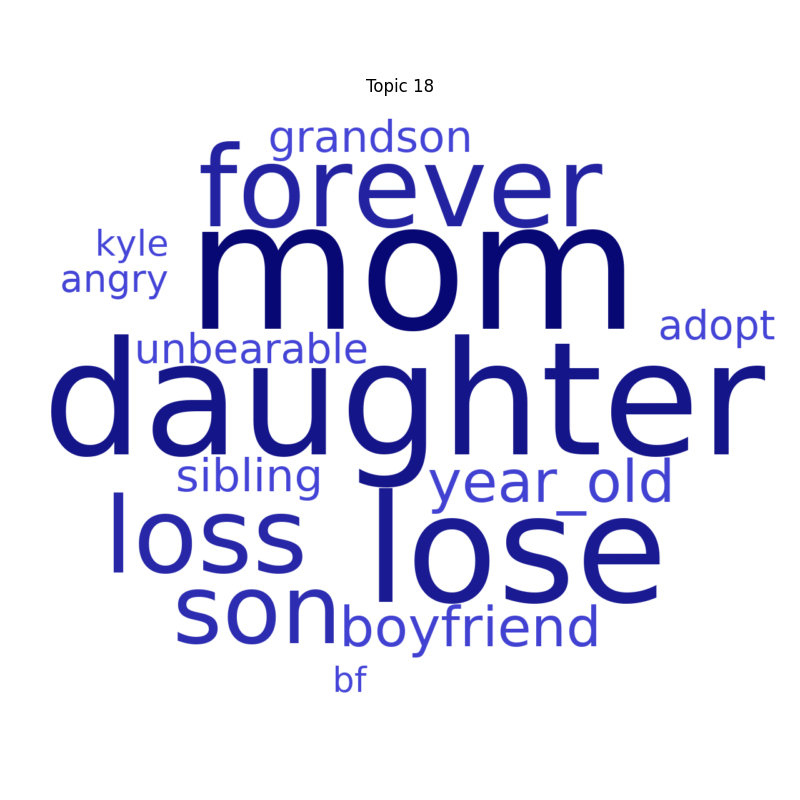 Topic 18
grandson
forever
kyle
mom
angry
adopt
unbearable
daughter
sibling
year_old
loss
lose
son
boyfriend
bf